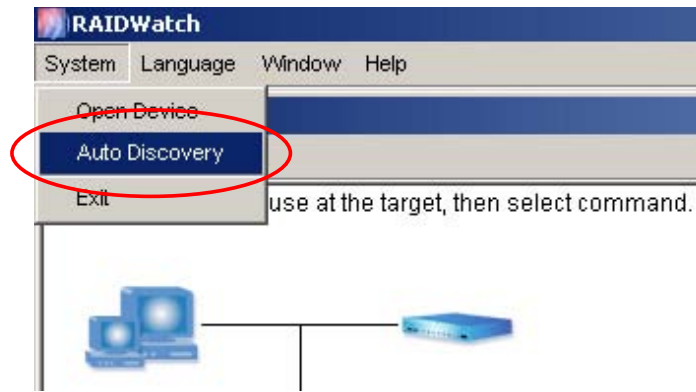 RAIDWatch
System Language Window Help
Open Device
Auto Discovery
Exit
use at the target, then select command.